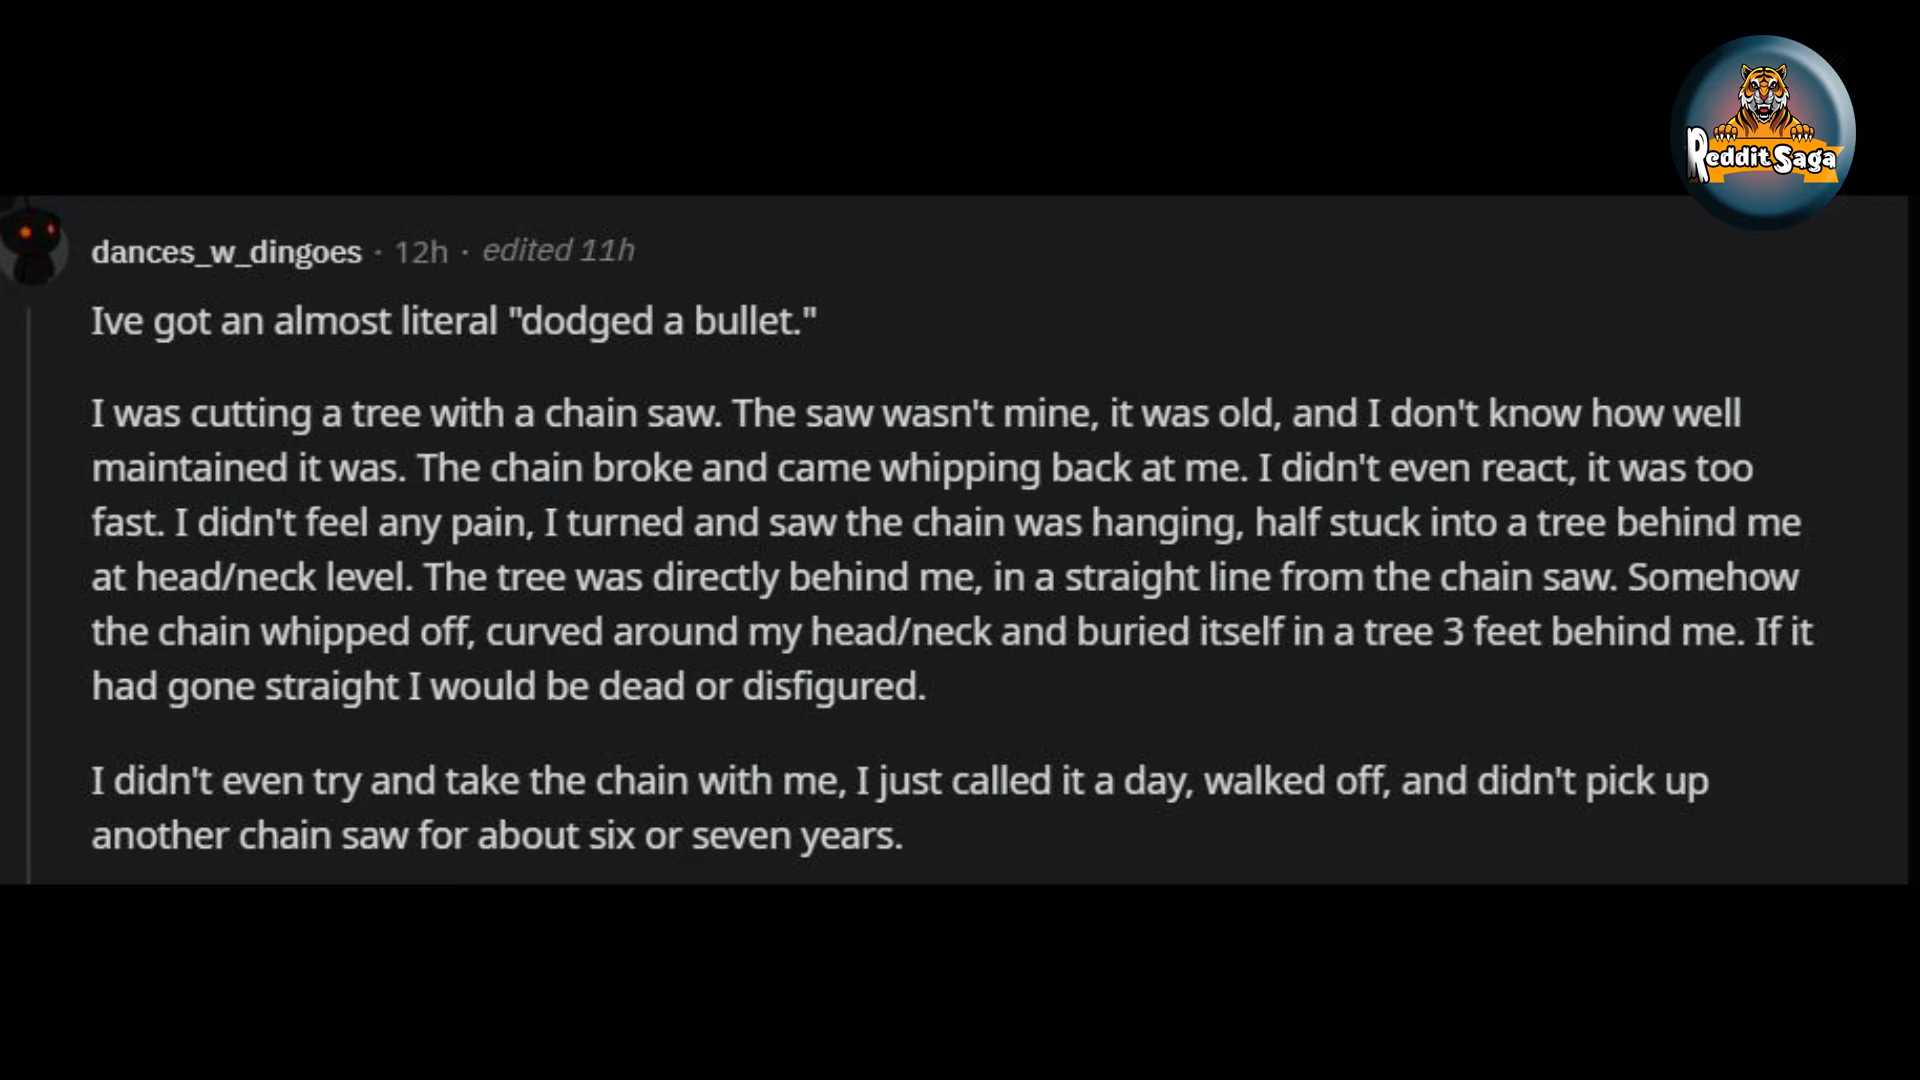 Reddit Saga
dances_w_dingoes · 12h · edited 11h
Ive got an almost literal "dodged a bullet."
I was cutting a tree with a chain saw. The saw wasn't mine, it was old, and I don't know how well
maintained it was. The chain broke and came whipping back at me. I didn't even react, it was too
fast. I didn't feel any pain, I turned and saw the chain was hanging, half stuck into a tree behind me
at head/neck level. The tree was directly behind me, in a straight line from the chain saw. Somehow
the chain whipped off, curved around my head/neck and buried itself in a tree 3 feet behind me. If it
had gone straight I would be dead or disfigured.
I didn't even try and take the chain with me, I just called it a day, walked off, and didn't pick up
another chain saw for about six or seven years.